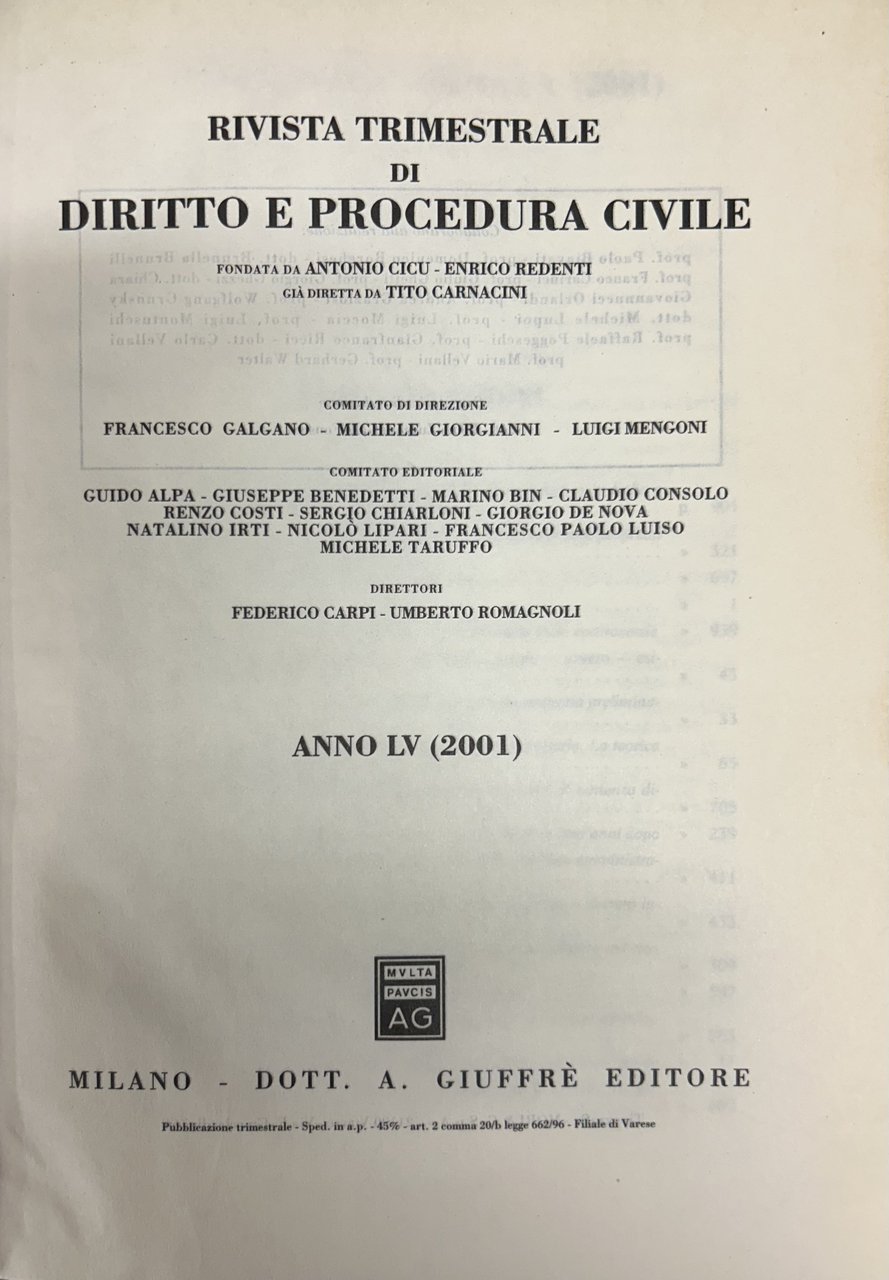 RIVISTA TRIMESTRALE
DI
DIRITTO E PROCEDURA CIVILE
FONDATA DA ANTONIO CICU - ENRICO REDENTI
GIÀ DIRETTA DA TITO CARNACINI
COMITATO DI DIREZIONE
FRANCESCO GALGANO - MICHELE GIORGIANNI - LUIGI MENGONI
COMITATO EDITORIALE
GUIDO ALPA - GIUSEPPE BENEDETTI - MARINO BIN - CLAUDIO CONSOLO
RENZO COSTI - SERGIO CHIARLONI - GIORGIO DE NOVA
NATALINO IRTI - NICOLÒ LIPARI - FRANCESCO PAOLO LUISO
MICHELE TARUFFO
DIRETTORI
FEDERICO CARPI - UMBERTO ROMAGNOLI
ANNO LV (2001)
MVLTA
PAVCIS
AG
MILANO - DOTT. A. GIUFFRÈ EDITORE
Pubblicazione trimestrale - Sped. in a.p. - 45% - art. 2 comma 20/b legge 662/96 - Filiale di Varese